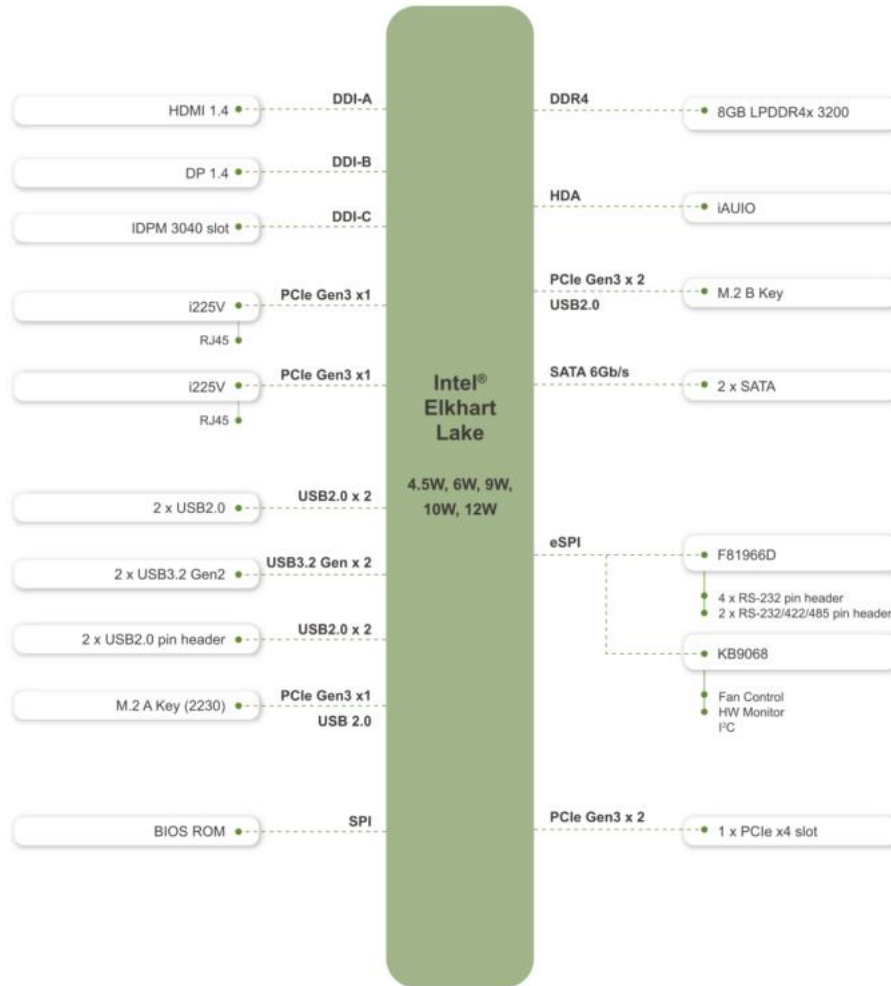 DDI-A
HDMI 1.4
DDI-B
DP 1.4
DDI-C
IDPM 3040 slot
PCIe Gen3 x1
i225V
RJ45
PCIe Gen3 x1
i225V
RJ45
USB2.0 x 2
2 x USB2.0
USB3.2 Gen x 2
2 x USB3.2 Gen2
USB2.0 x 2
2 x USB2.0 pin header
PCIe Gen3 x1
M.2 A Key (2230)
USB 2.0
SPI
BIOS ROM
Intel®
Elkhart
Lake
4.5W, 6W, 9W,
10W, 12W
DDR4
8GB LPDDR4x 3200
HDA
iAUIO
PCIe Gen3 x 2
M.2 B Key
USB2.0
SATA 6Gb/s
2 x SATA
eSPI
F81966D
4 x RS-232 pin header
2 x RS-232/422/485 pin header
KB9068
Fan Control
HW Monitor
I²C
PCIe Gen3 x 2
1 x PCIe x4 slot